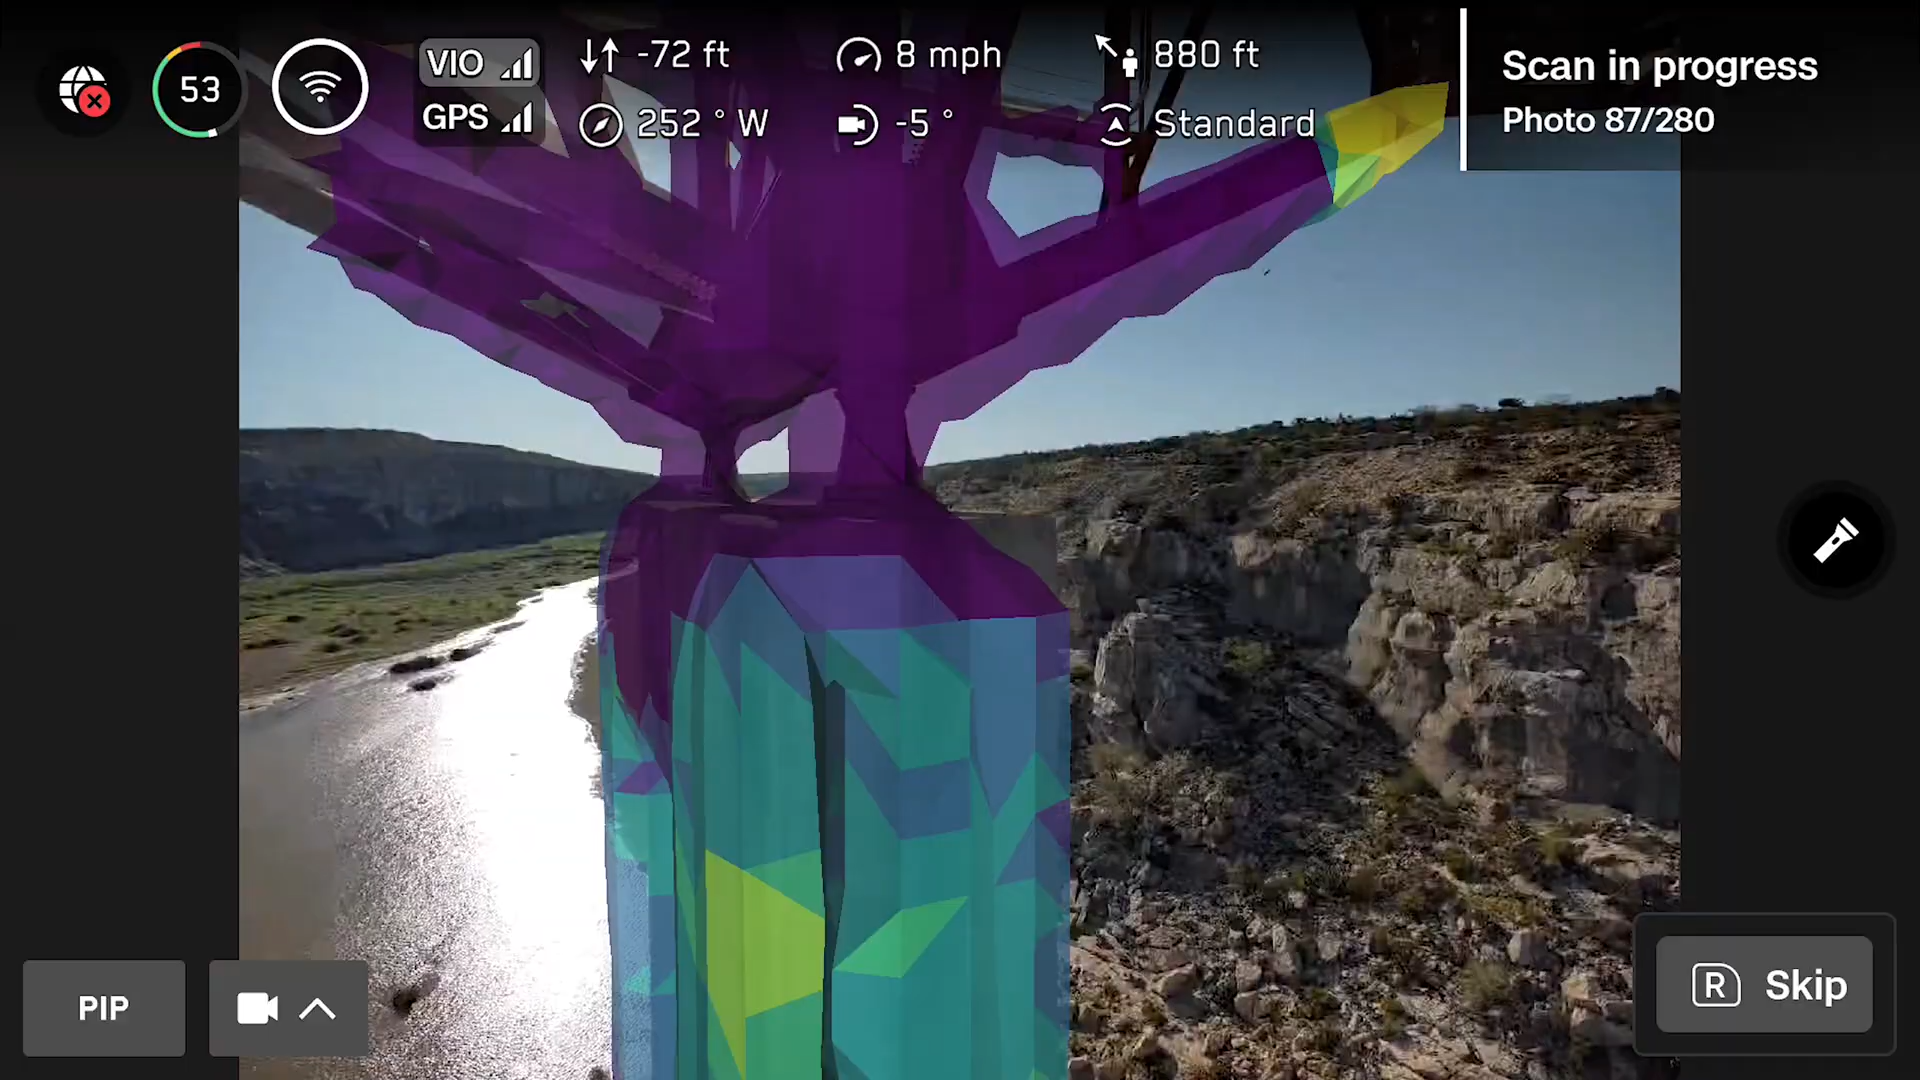 53
VIO
GPS
-72 ft
8 mph
880 ft
252 ° W
-5 °
Standard
Scan in progress
Photo 87/280
PIP
R Skip